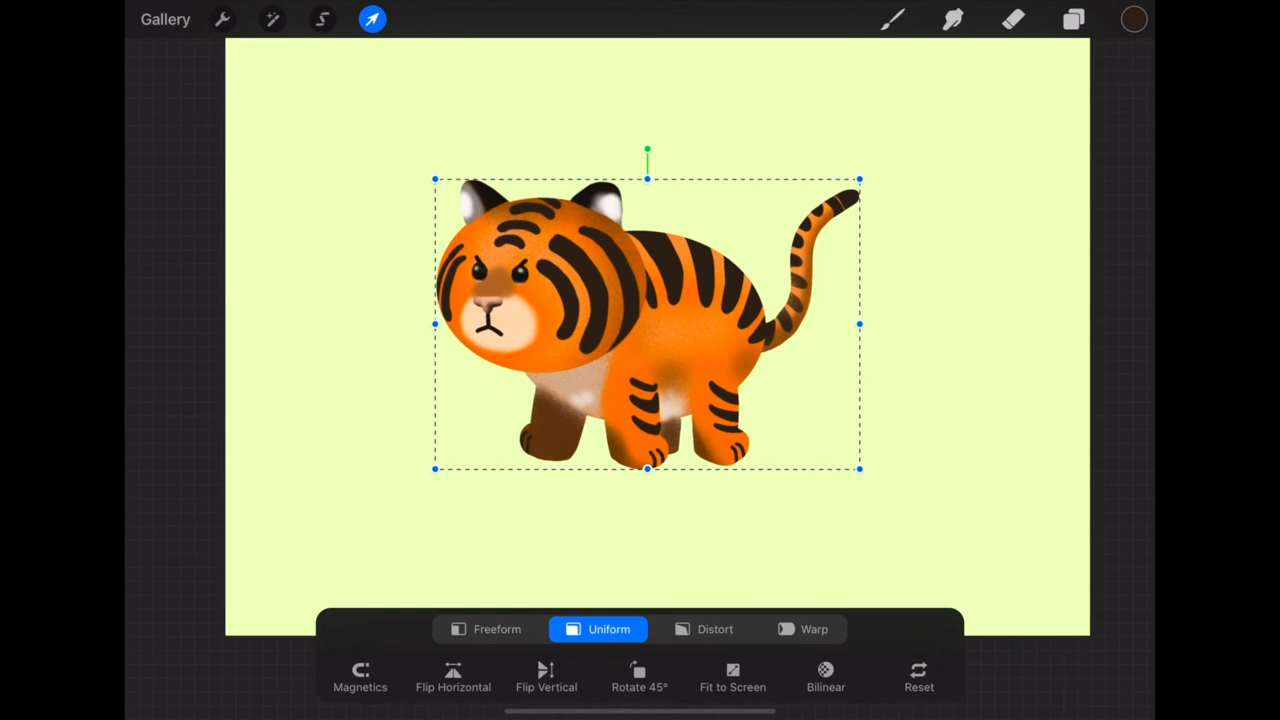 Gallery
Freeform Uniform Distort Warp
Magnetics Flip Horizontal Flip Vertical Rotate 45° Fit to Screen Bilinear Reset